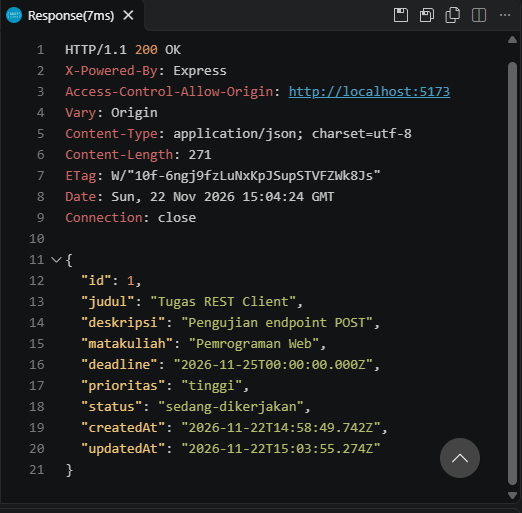 Response(7ms)
1 HTTP/1.1 200 OK
2 X-Powered-By: Express
3 Access-Control-Allow-Origin: http://localhost:5173
4 Vary: Origin
5 Content-Type: application/json; charset=utf-8
6 Content-Length: 271
7 ETag: W/"10f-6ngj9fzLuNxKpJSupSTVFZWk8Js"
8 Date: Sun, 22 Nov 2026 15:04:24 GMT
9 Connection: close
10
11 {
12 "id": 1,
13 "judul": "Tugas REST Client",
14 "deskripsi": "Pengujian endpoint POST",
15 "matakuliah": "Pemrograman Web",
16 "deadline": "2026-11-25T00:00:00.000Z",
17 "prioritas": "tinggi",
18 "status": "sedang-dikerjakan",
19 "createdAt": "2026-11-22T14:58:49.742Z",
20 "updatedAt": "2026-11-22T15:03:55.274Z"
21 }